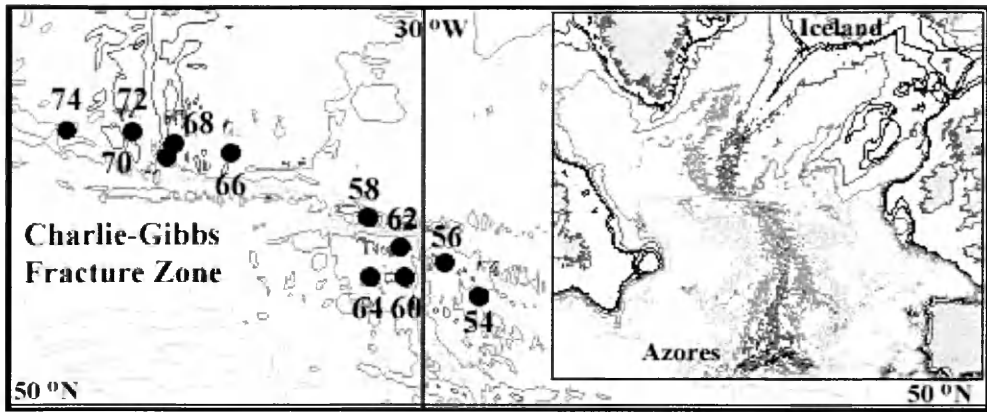 30 °W
Iceland
74
72
68
70
66
58
62
56
Charlie-Gibbs
Fracture Zone
64
60
54
Azores
50 °N
50 °N